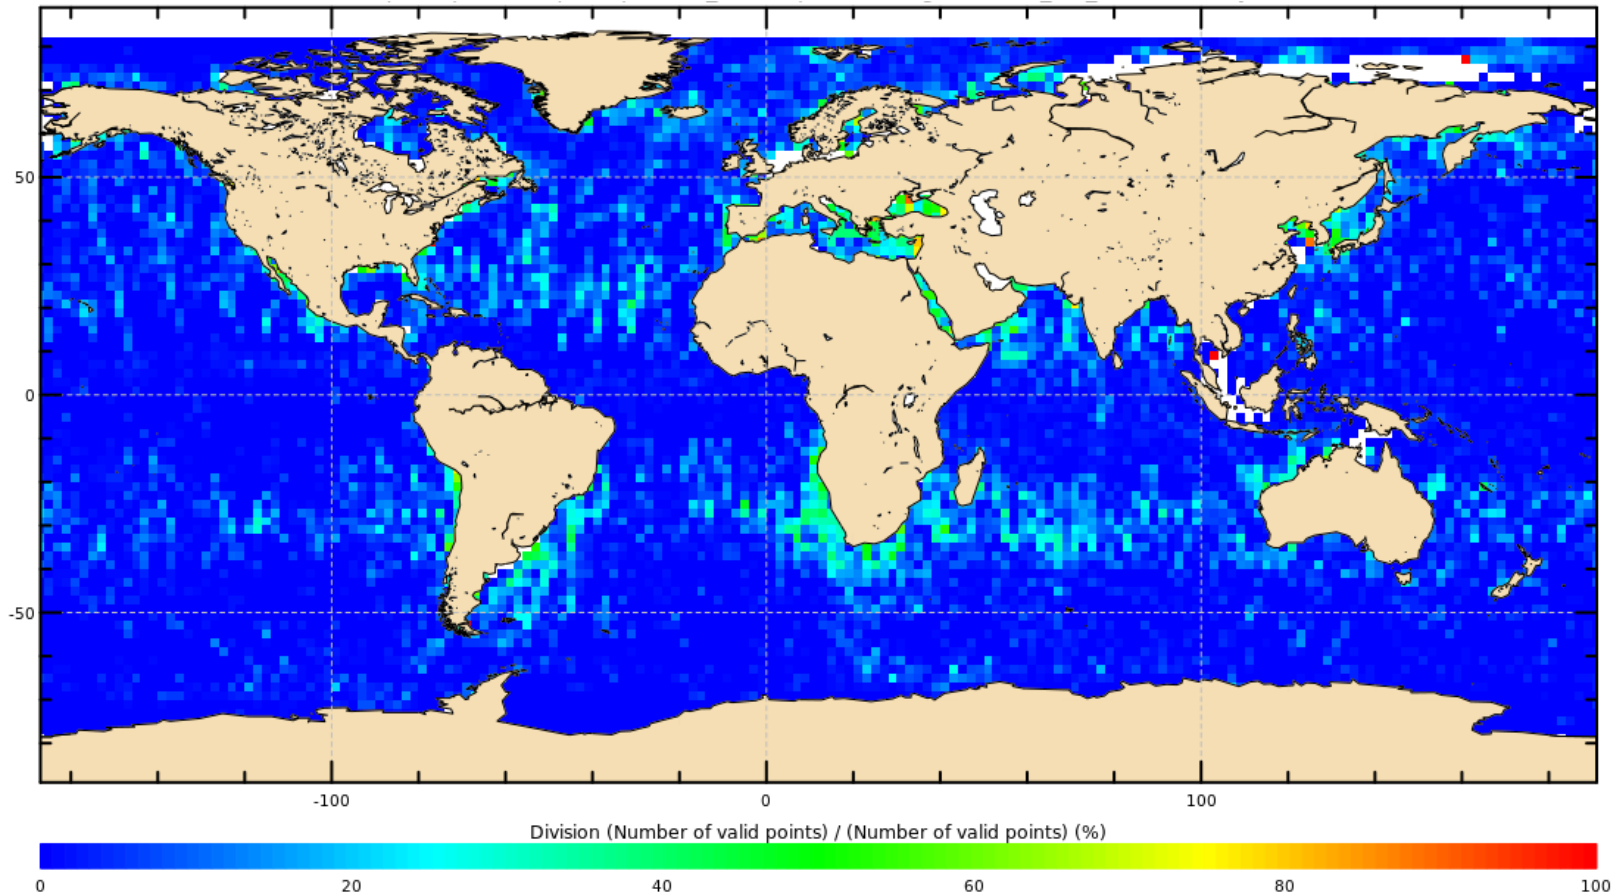 50
0
-50
-100 0 100
Division (Number of valid points) / (Number of valid points) (%)
0 20 40 60 80 100